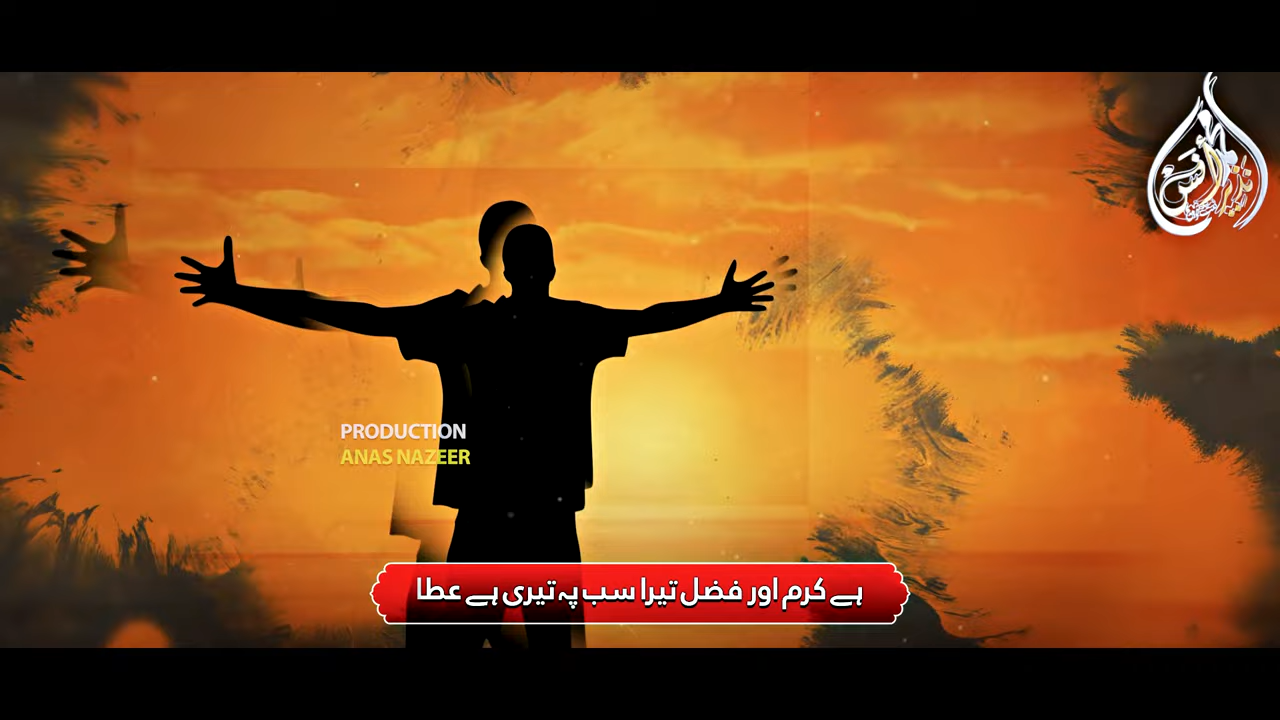 PRODUCTION
ANAS NAZEER
ہے کرم اور فضل تیرا سب پہ تیری ہے عطا